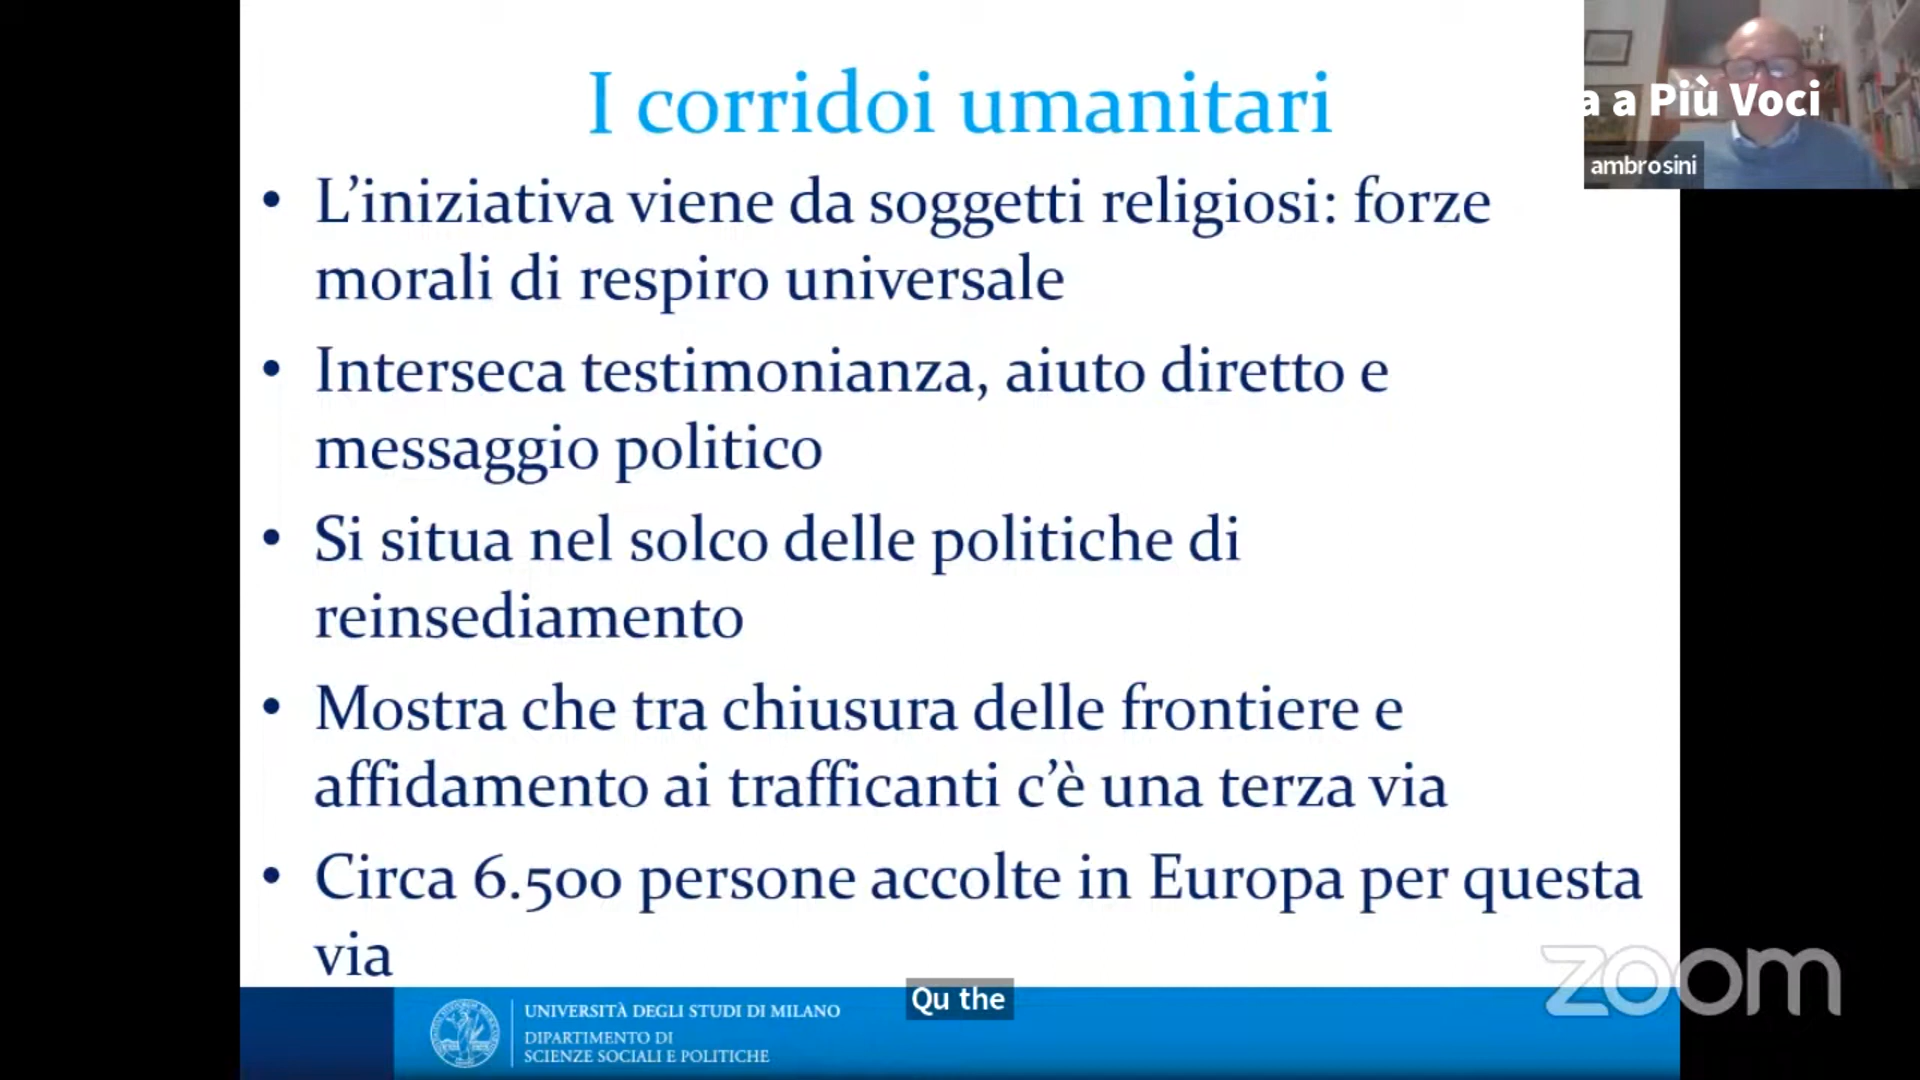 I corridoi umanitari
a a Più Voci
ambrosini
• L’iniziativa viene da soggetti religiosi: forze
morali di respiro universale
• Interseca testimonianza, aiuto diretto e
messaggio politico
• Si situa nel solco delle politiche di
reinsediamento
• Mostra che tra chiusura delle frontiere e
affidamento ai trafficanti c’è una terza via
• Circa 6.500 persone accolte in Europa per questa
via
Qu the
UNIVERSITÀ DEGLI STUDI DI MILANO
DIPARTIMENTO DI
SCIENZE SOCIALI E POLITICHE
zoom